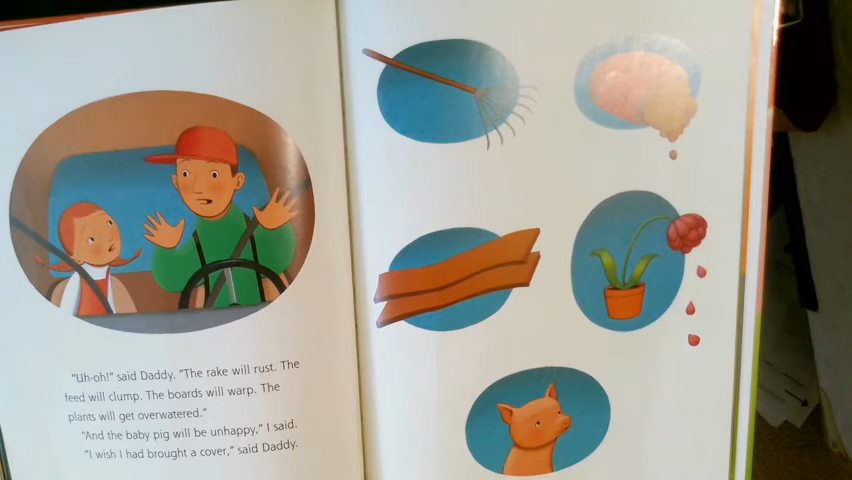 "Uh-oh!" said Daddy. "The rake will rust. The
feed will clump. The boards will warp. The
plants will get overwatered."
"And the baby pig will be unhappy," I said.
"I wish I had brought a cover," said Daddy.